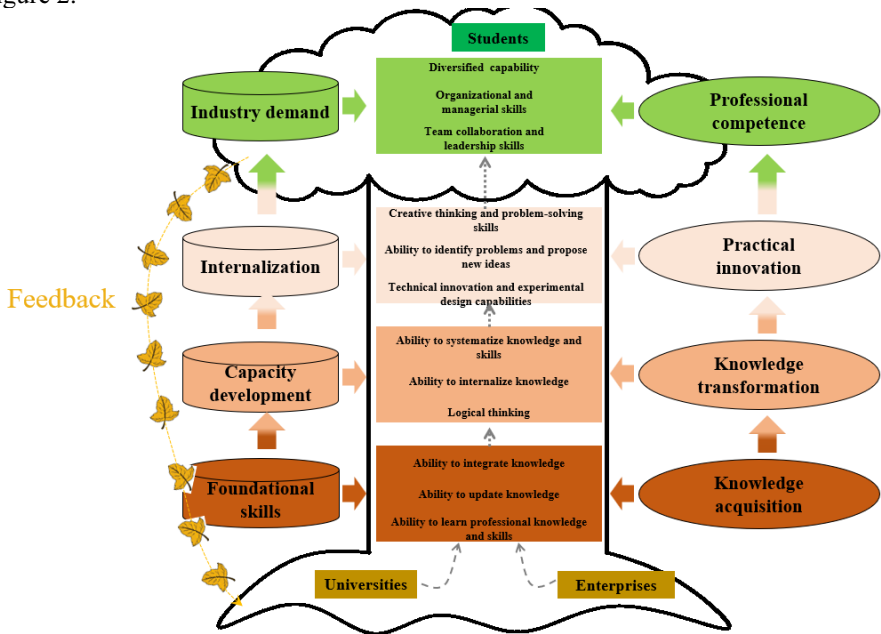 Figure 2.
Students
Diversified capability
Organizational and
managerial skills
Team collaboration and
leadership skills
Industry demand
Professional
competence
Creative thinking and problem-solving
skills
Ability to identify problems and propose
new ideas
Technical innovation and experimental
design capabilities
Internalization
Practical
innovation
Feedback
Ability to systematize knowledge and
skills
Ability to internalize knowledge
Logical thinking
Capacity
development
Knowledge
transformation
Ability to integrate knowledge
Ability to update knowledge
Ability to learn professional knowledge
and skills
Foundational
skills
Knowledge
acquisition
Universities
Enterprises